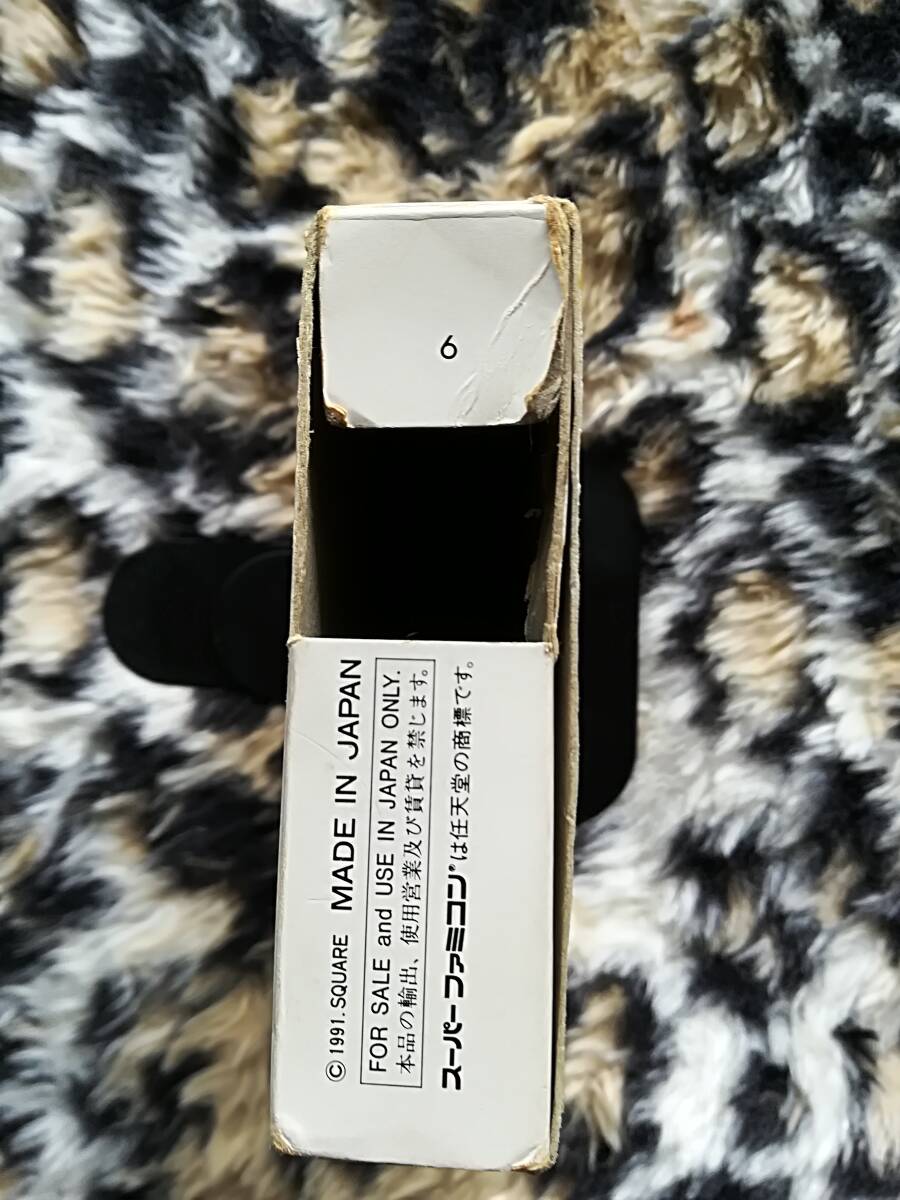 6
© 1991. SQUARE MADE IN JAPAN
FOR SALE and USE IN JAPAN ONLY.
本品の輸出、使用営業及び賃貸を禁じます。
スーパーファミコン®は任天堂の商標です。